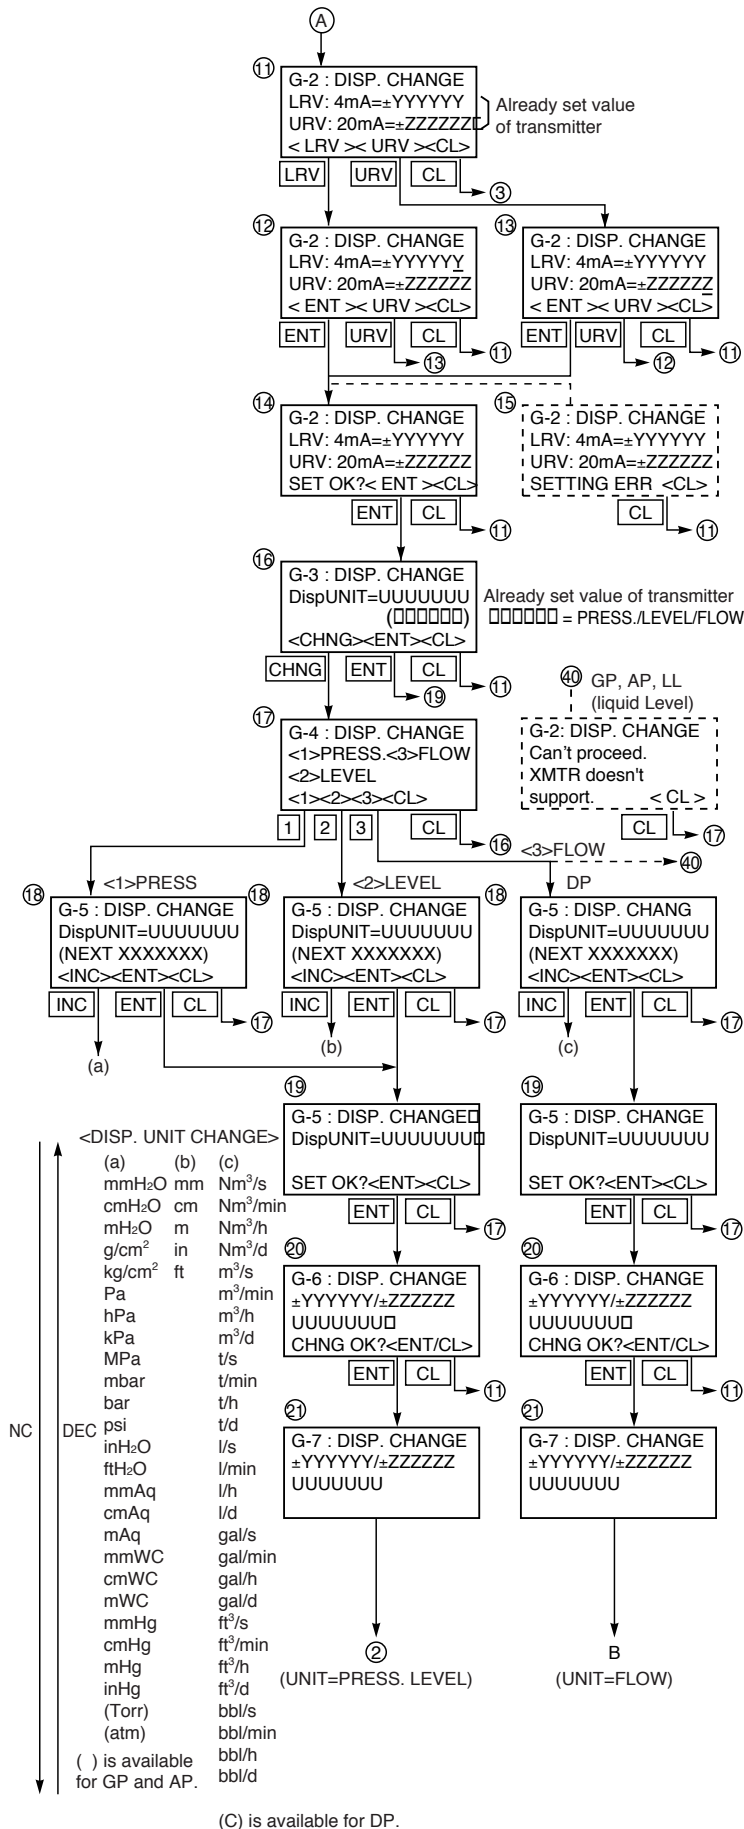 A
⑪
G-2 : DISP. CHANGE
LRV: 4mA=±YYYYYY
URV: 20mA=±ZZZZZZ□
< LRV >< URV ><CL>
Already set value
of transmitter
LRV URV CL
③
⑫
G-2 : DISP. CHANGE
LRV: 4mA=±YYYYYY
URV: 20mA=±ZZZZZZ
< ENT >< URV ><CL>
ENT URV CL
⑪
⑬
⑬
G-2 : DISP. CHANGE
LRV: 4mA=±YYYYYY
URV: 20mA=±ZZZZZZ
< ENT >< URV ><CL>
ENT URV CL
⑪
⑫
⑭
G-2 : DISP. CHANGE
LRV: 4mA=±YYYYYY
URV: 20mA=±ZZZZZZ
SET OK?< ENT ><CL>
ENT CL
⑪
⑮
G-2 : DISP. CHANGE
LRV: 4mA=±YYYYYY
URV: 20mA=±ZZZZZZ
SETTING ERR <CL>
CL
⑪
⑯
G-3 : DISP. CHANGE
DispUNIT=UUUUUUU
(□□□□□□)
<CHNG><ENT><CL>
Already set value of transmitter
□□□□□□ = PRESS./LEVEL/FLOW
CHNG ENT CL
⑪
⑲
⑰
G-4 : DISP. CHANGE
<1>PRESS.<3>FLOW
<2>LEVEL
<1><2><3><CL>
1 2 3 CL
⑯
㊵ GP, AP, LL
(liquid Level)
G-2: DISP. CHANGE
Can't proceed.
XMTR doesn't
support. < CL >
CL
⑰
<3>FLOW
㊵
<1>PRESS
⑱
G-5 : DISP. CHANGE
DispUNIT=UUUUUUU
(NEXT XXXXXXX)
<INC><ENT><CL>
INC ENT CL
⑰
(a)
<2>LEVEL
⑱
G-5 : DISP. CHANGE
DispUNIT=UUUUUUU
(NEXT XXXXXXX)
<INC><ENT><CL>
INC ENT CL
⑰
(b)
DP
⑱
G-5 : DISP. CHANG
DispUNIT=UUUUUUU
(NEXT XXXXXXX)
<INC><ENT><CL>
INC ENT CL
⑰
(c)
⑲
G-5 : DISP. CHANGE□
DispUNIT=UUUUUUU□
SET OK?<ENT><CL>
ENT CL
⑰
⑲
G-5 : DISP. CHANGE
DispUNIT=UUUUUUU
SET OK?<ENT><CL>
ENT CL
⑰
⑳
G-6 : DISP. CHANGE
±YYYYYY/±ZZZZZZ
UUUUUUU□
CHNG OK?<ENT/CL>
ENT CL
⑪
⑳
G-6 : DISP. CHANGE
±YYYYYY/±ZZZZZZ
UUUUUUU□
CHNG OK?<ENT/CL>
ENT CL
⑪
㉑
G-7 : DISP. CHANGE
±YYYYYY/±ZZZZZZ
UUUUUUU
②
(UNIT=PRESS. LEVEL)
㉑
G-7 : DISP. CHANGE
±YYYYYY/±ZZZZZZ
UUUUUUU
B
(UNIT=FLOW)
<DISP. UNIT CHANGE>
(a) (b) (c)
mmH₂O mm Nm³/s
cmH₂O cm Nm³/min
mH₂O m Nm³/h
g/cm² in Nm³/d
kg/cm² ft m³/s
Pa m³/min
hPa m³/h
kPa m³/d
MPa t/s
mbar t/min
bar t/h
NC DEC psi t/d
inH₂O l/s
ftH₂O l/min
mmAq l/h
cmAq l/d
mAq gal/s
mmWC gal/min
cmWC gal/h
mWC gal/d
mmHg ft³/s
cmHg ft³/min
mHg ft³/h
inHg ft³/d
(Torr) bbl/s
(atm) bbl/min
bbl/h
bbl/d
( ) is available
for GP and AP.
(C) is available for DP.